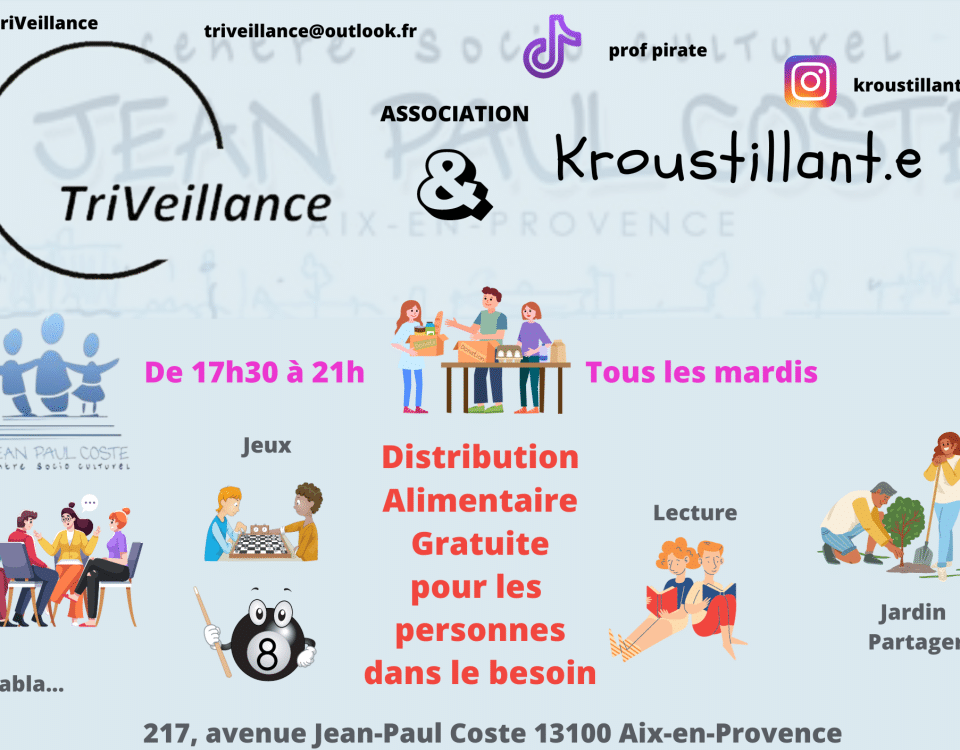 riVeillance
triveillance@outlook.fr
prof pirate
kroustillant
CENTRE SOCIO CULTUREL
JEAN PAUL COSTE
AIX-EN-PROVENCE
ASSOCIATION
TriVeillance
&
Kroustillant.e
De 17h30 à 21h
Tous les mardis
EAN PAUL COSTE
ntre socio culturel
Jeux
Distribution
Alimentaire
Gratuite
pour les
personnes
dans le besoin
8
Lecture
Jardin
Partager
abla...
217, avenue Jean-Paul Coste 13100 Aix-en-Provence